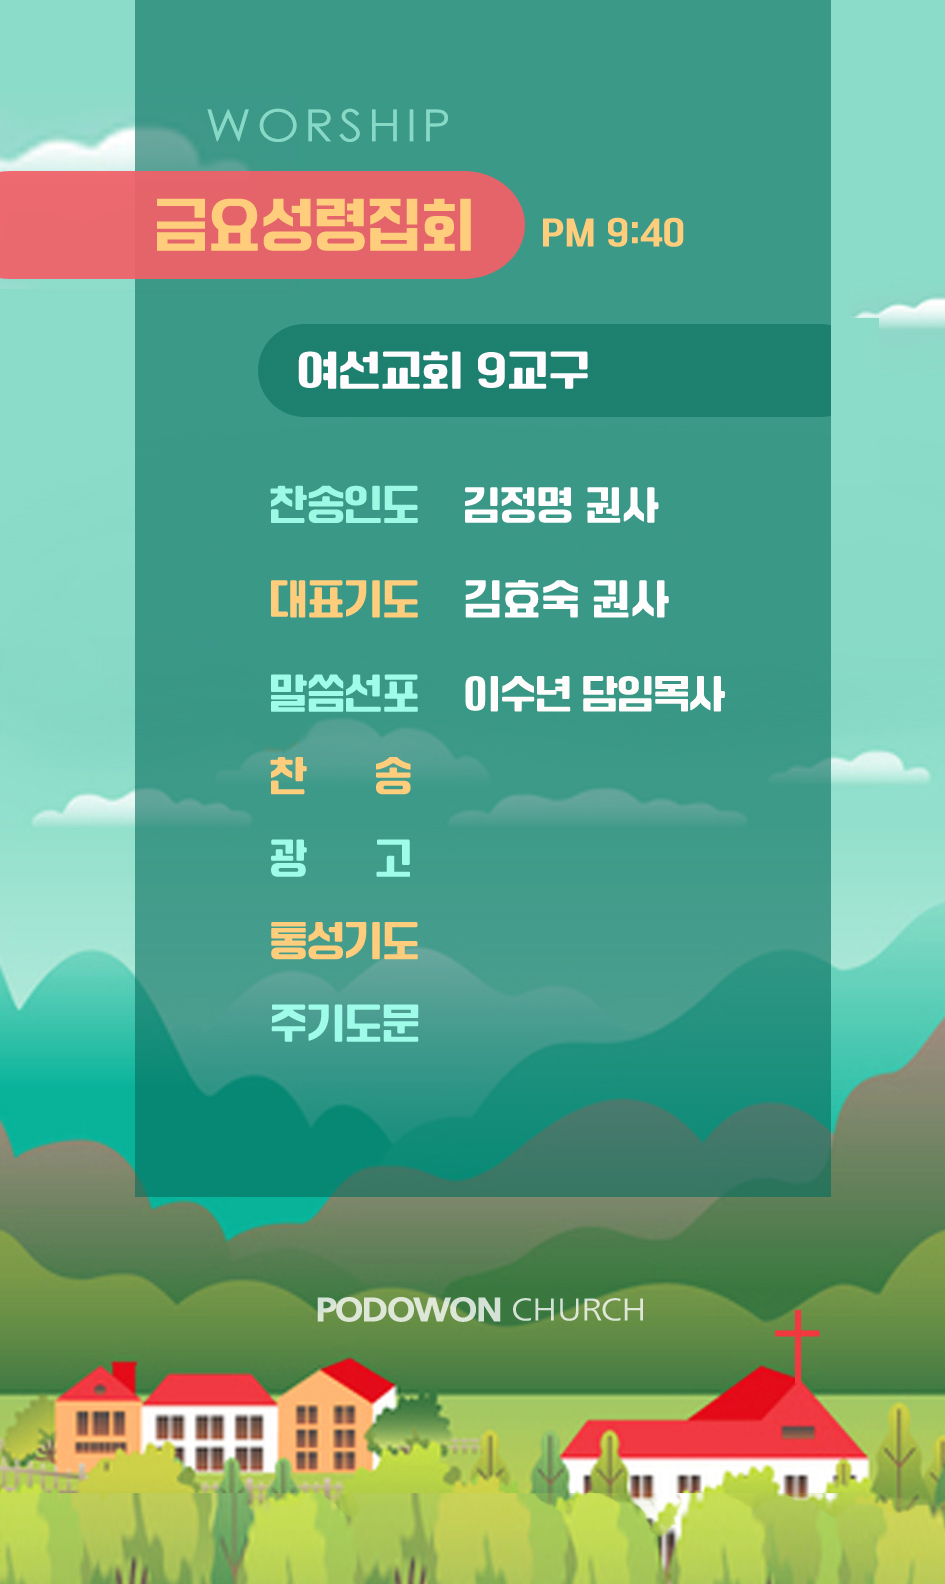 WORSHIP
금요성령집회 PM 9:40
여선교회 9교구
찬송인도 김정명 권사
대표기도 김효숙 권사
말씀선포 이수년 담임목사
찬 송
광 고
통성기도
주기도문
PODOWON CHURCH